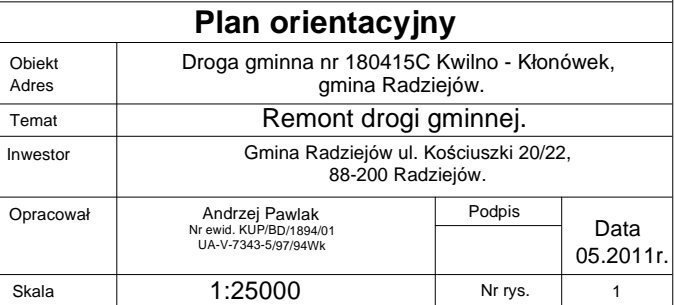 Plan orientacyjny
Obiekt
Adres
Droga gminna nr 180415C Kwilno - Kłonówek,
gmina Radziejów.
Temat
Remont drogi gminnej.
Inwestor
Gmina Radziejów ul. Kościuszki 20/22,
88-200 Radziejów.
Opracował
Andrzej Pawlak
Nr ewid. KUP/BD/1894/01
UA-V-7343-5/97/94Wk
Podpis
Data
05.2011r.
Skala
1:25000
Nr rys.
1